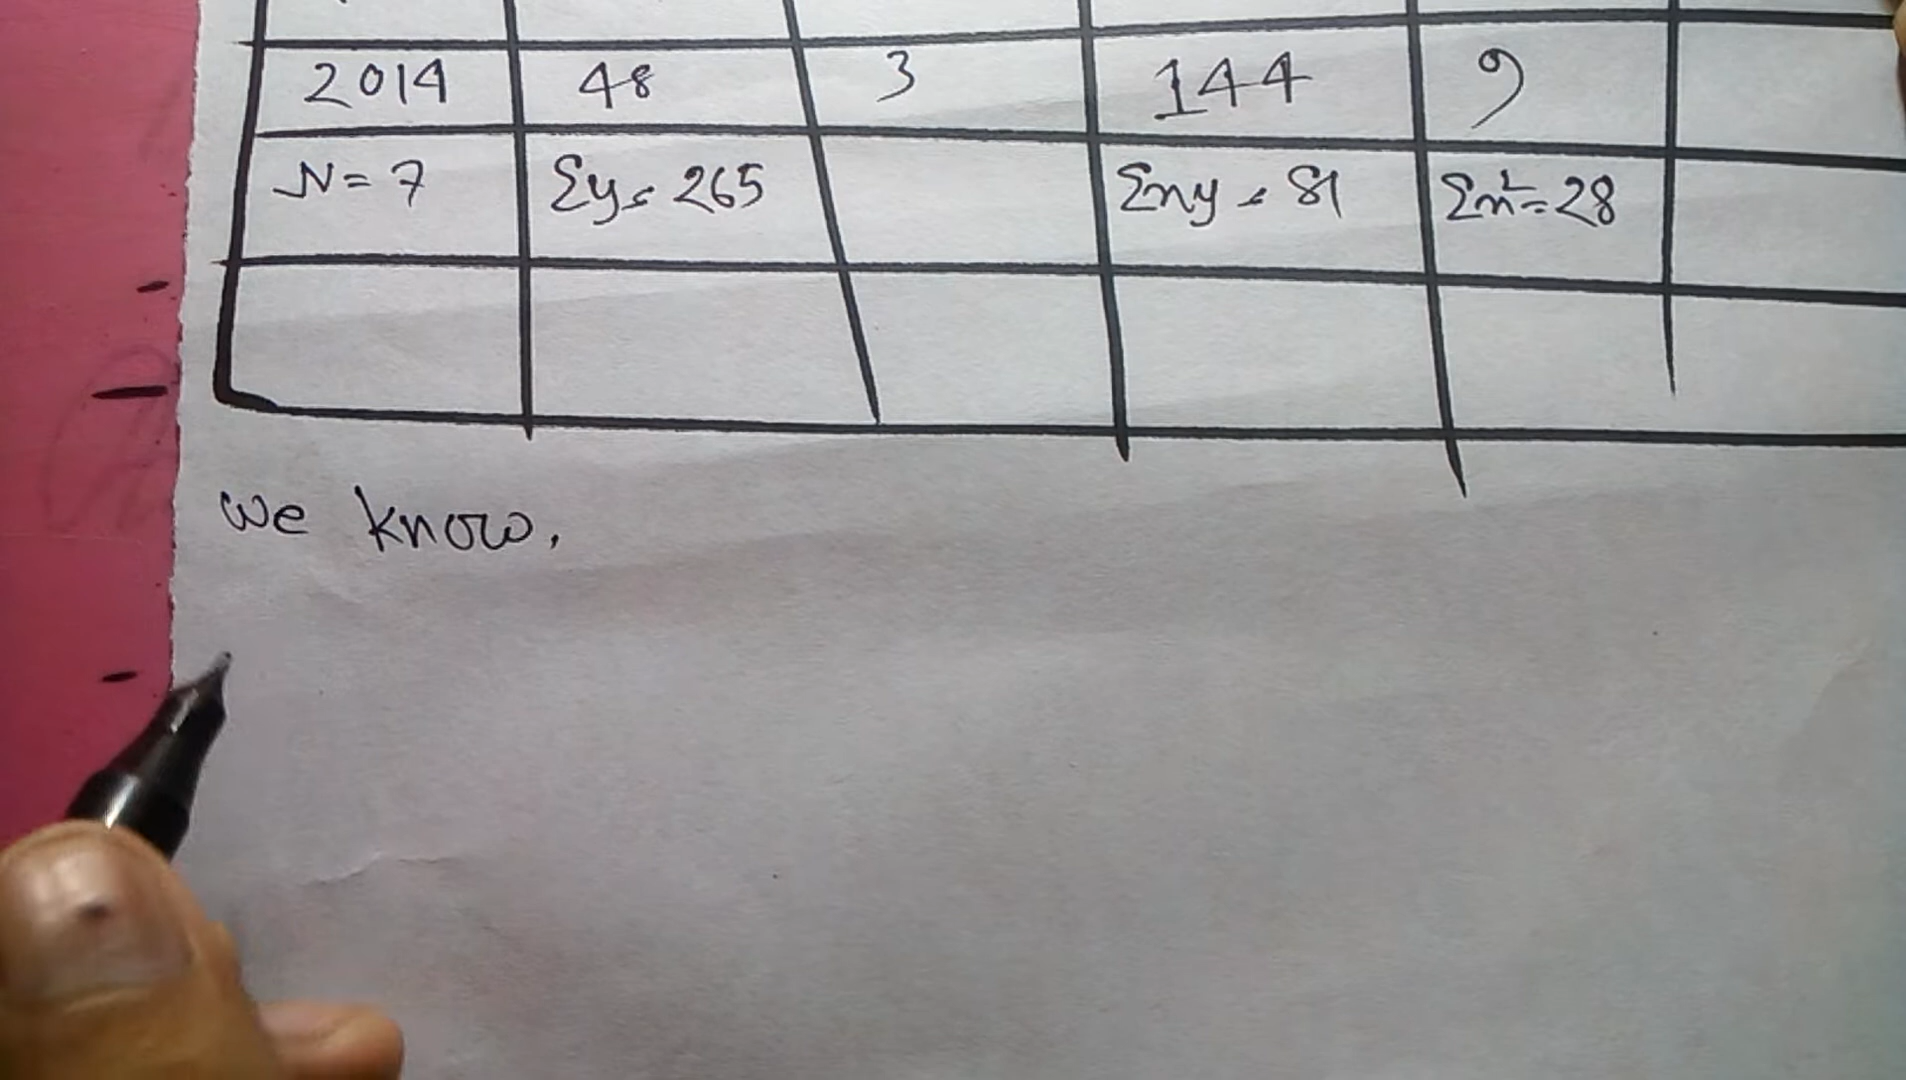 2014 48 3 144 9
N = 7 Σy = 265 Σxy = 81 Σx² = 28
We know,